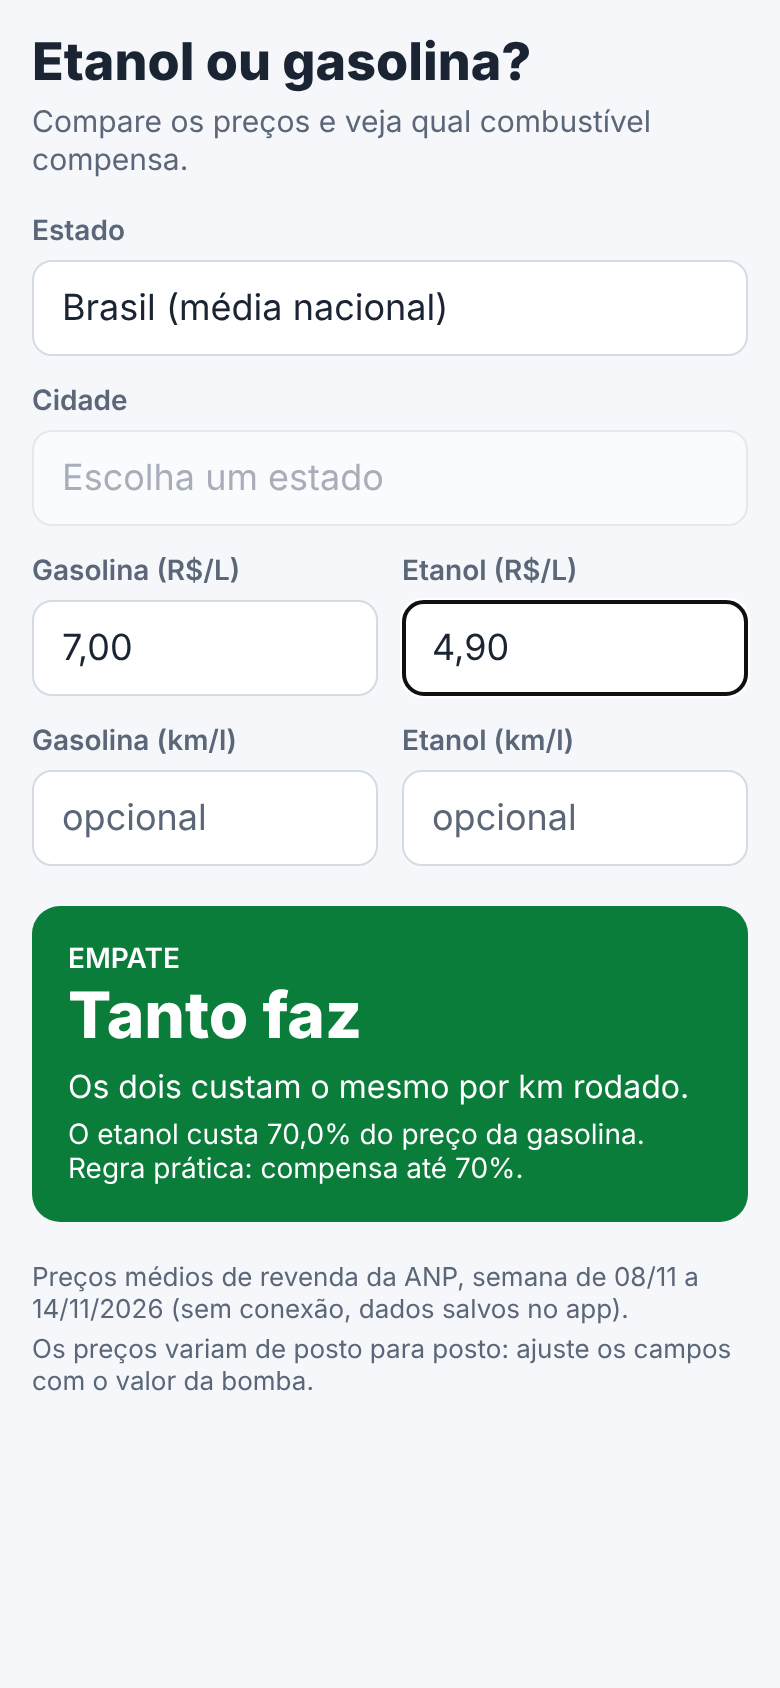 Etanol ou gasolina?
Compare os preços e veja qual combustível
compensa.
Estado
Brasil (média nacional)
Cidade
Escolha um estado
Gasolina (R$/L)
Etanol (R$/L)
7,00
4,90
Gasolina (km/l)
Etanol (km/l)
opcional
opcional
EMPATE
Tanto faz
Os dois custam o mesmo por km rodado.
O etanol custa 70,0% do preço da gasolina.
Regra prática: compensa até 70%.
Preços médios de revenda da ANP, semana de 08/11 a
14/11/2026 (sem conexão, dados salvos no app).
Os preços variam de posto para posto: ajuste os campos
com o valor da bomba.